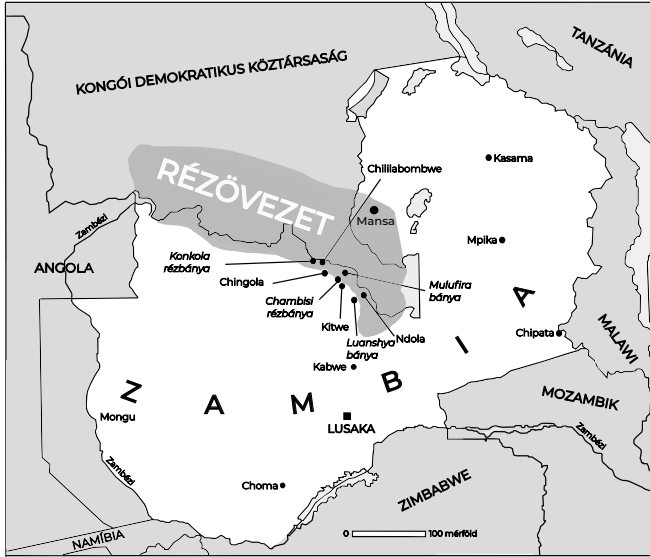 TANZÁNIA
KONGÓI DEMOKRATIKUS KÖZTÁRSASÁG
Kasama
Chililabombwe
RÉZÖVEZET
Mansa
Zambézi
Mpika
ANGOLA
Konkola
rézbánya
Chingola
Mulufira
bánya
Chambisi
rézbánya
Kitwe
Luanshya
bánya
Ndola
Chipata
MALAWI
Kabwe
ZAMBIA
MOZAMBIK
Mongu
LUSAKA
Zambézi
Zambézi
Choma
ZIMBABWE
NAMÍBIA
0 100 mérföld